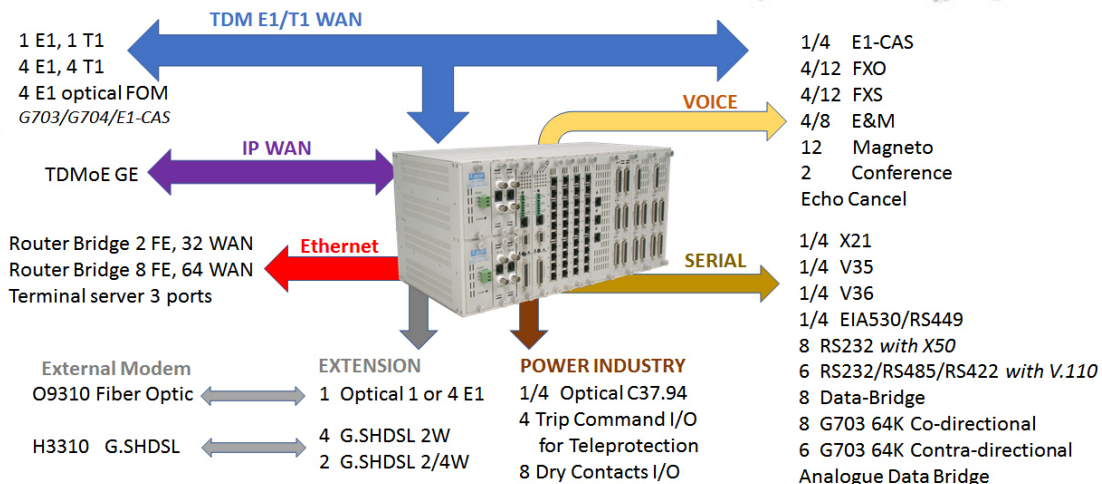 TDM E1/T1 WAN
1 E1, 1 T1
4 E1, 4 T1
4 E1 optical FOM
G703/G704/E1-CAS
IP WAN
TDMoE GE
Ethernet
Router Bridge 2 FE, 32 WAN
Router Bridge 8 FE, 64 WAN
Terminal server 3 ports
VOICE
1/4 E1-CAS
4/12 FXO
4/12 FXS
4/8 E&M
12 Magneto
2 Conference
Echo Cancel
SERIAL
1/4 X21
1/4 V35
1/4 V36
1/4 EIA530/RS449
8 RS232 with X50
6 RS232/RS485/RS422 with V.110
8 Data-Bridge
8 G703 64K Co-directional
6 G703 64K Contra-directional
Analogue Data Bridge
External Modem
O9310 Fiber Optic
H3310 G.SHDSL
EXTENSION
1 Optical 1 or 4 E1
4 G.SHDSL 2W
2 G.SHDSL 2/4W
POWER INDUSTRY
1/4 Optical C37.94
4 Trip Command I/O
for Teleprotection
8 Dry Contacts I/O